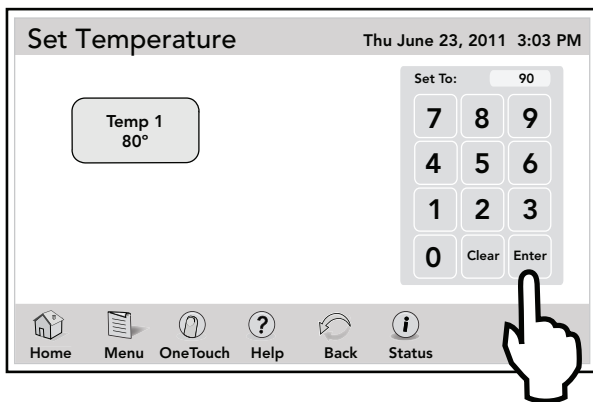 Set Temperature Thu June 23, 2011 3:03 PM
Set To: 90
Temp 1
80°
7 8 9
4 5 6
1 2 3
0 Clear Enter
? i
Home Menu OneTouch Help Back Status